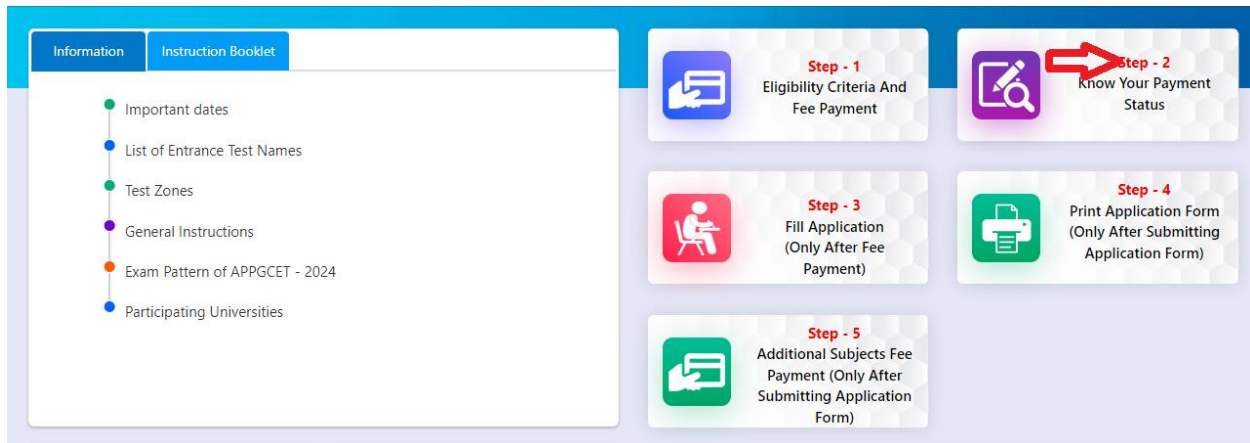 Information
Instruction Booklet
Important dates
List of Entrance Test Names
Test Zones
General Instructions
Exam Pattern of APPGCET - 2024
Participating Universities
Step - 1
Eligibility Criteria And
Fee Payment
Step - 2
Know Your Payment
Status
Step - 3
Fill Application
(Only After Fee
Payment)
Step - 4
Print Application Form
(Only After Submitting
Application Form)
Step - 5
Additional Subjects Fee
Payment (Only After
Submitting Application
Form)